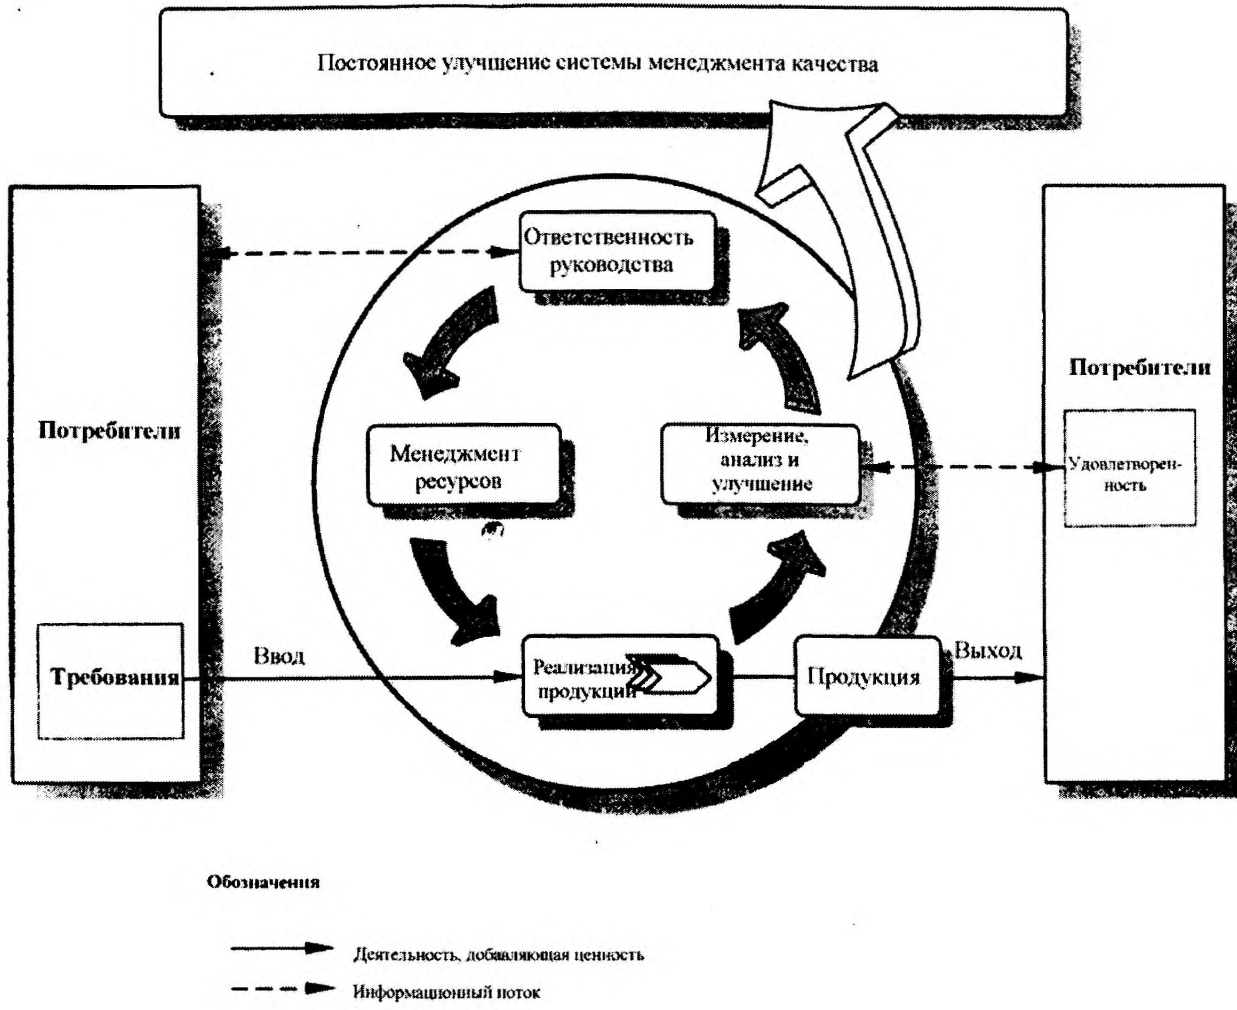 Постоянное улучшение системы менеджмента качества
Ответственность
руководства
Потребители
Потребители
Менеджмент
ресурсов
Измерение,
анализ и
улучшение
Удовлетворен-
ность
Требования
Ввод
Реализация
продукции
Продукция
Выход
Обозначения
Деятельность, добавляющая ценность
Информационный поток